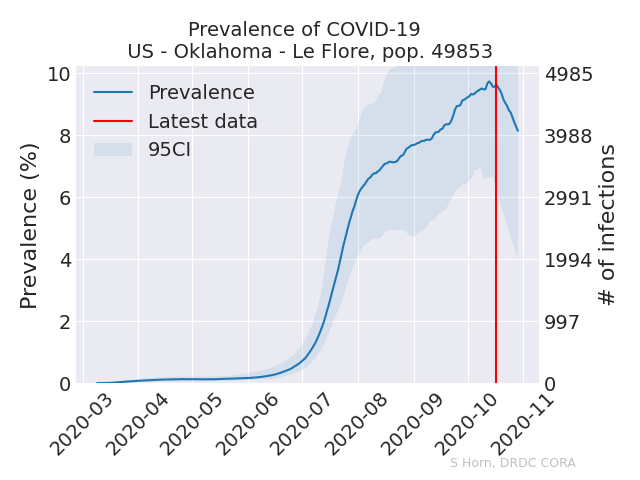 Prevalence of COVID-19
US - Oklahoma - Le Flore, pop. 49853
Prevalence
Latest data
95CI
Prevalence (%)
10
8
6
4
2
0
4985
3988
2991
1994
997
0
# of infections
2020-03
2020-04
2020-05
2020-06
2020-07
2020-08
2020-09
2020-10
2020-11
S Horn, DRDC CORA